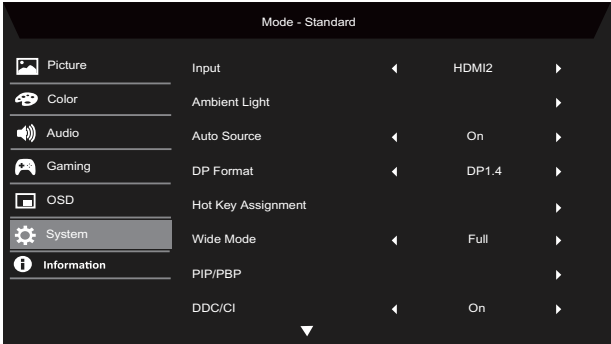 Mode - Standard
Picture
Color
Audio
Gaming
OSD
System
Information
Input HDMI2
Ambient Light
Auto Source On
DP Format DP1.4
Hot Key Assignment
Wide Mode Full
PIP/PBP
DDC/CI On